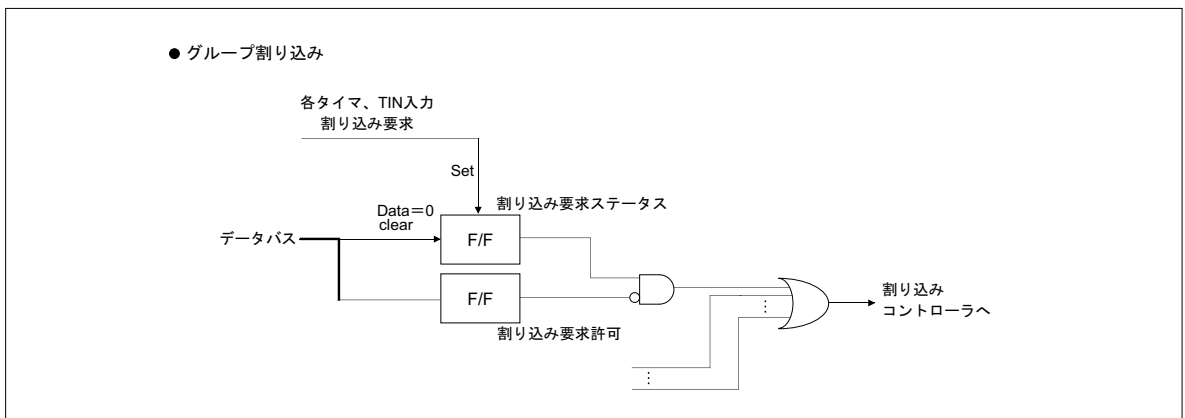 ● グループ割り込み
各タイマ、TIN入力
割り込み要求
Set
割り込み要求ステータス
Data=0
clear
F/F
データバス
F/F
割り込み要求許可
割り込み
コントローラへ